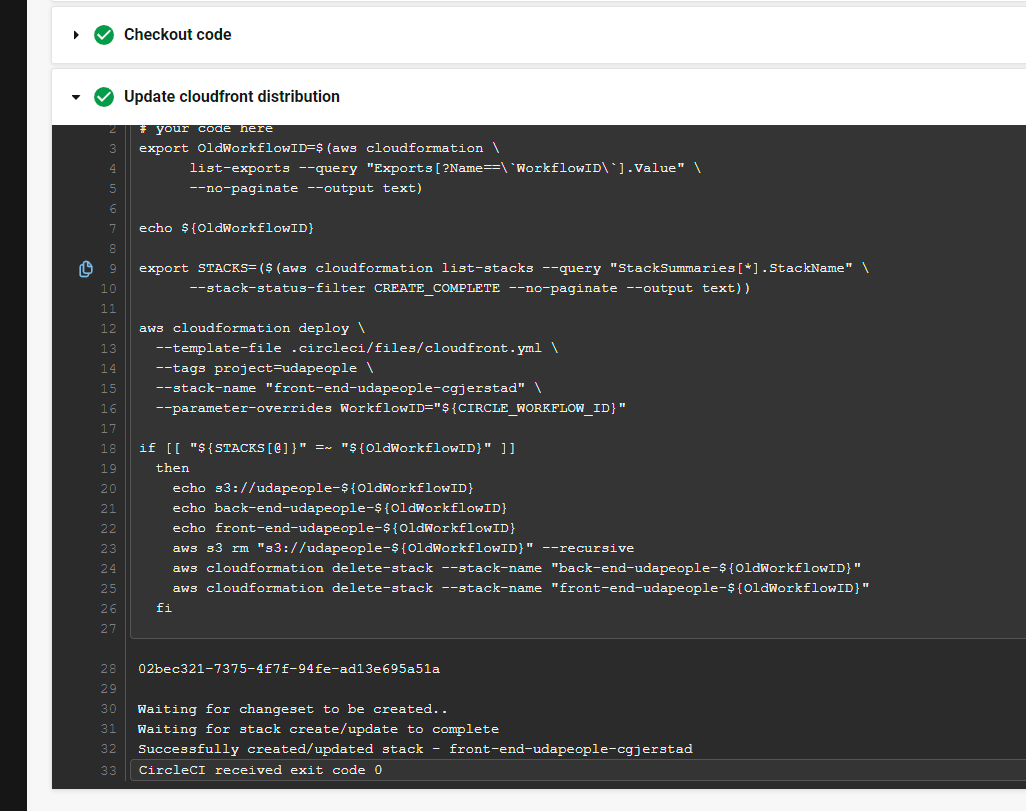 Checkout code
Update cloudfront distribution
2 # your code here
3 export OldWorkflowID=$(aws cloudformation \
4       list-exports --query "Exports[?Name==\`WorkflowID\`].Value" \
5       --no-paginate --output text)
6
7 echo ${OldWorkflowID}
8
9 export STACKS=($(aws cloudformation list-stacks --query "StackSummaries[*].StackName" \
10       --stack-status-filter CREATE_COMPLETE --no-paginate --output text))
11
12 aws cloudformation deploy \
13   --template-file .circleci/files/cloudfront.yml \
14   --tags project=udapeople \
15   --stack-name "front-end-udapeople-cgjerstad" \
16   --parameter-overrides WorkflowID="${CIRCLE_WORKFLOW_ID}"
17
18 if [[ "${STACKS[@]}" =~ "${OldWorkflowID}" ]]
19   then
20     echo s3://udapeople-${OldWorkflowID}
21     echo back-end-udapeople-${OldWorkflowID}
22     echo front-end-udapeople-${OldWorkflowID}
23     aws s3 rm "s3://udapeople-${OldWorkflowID}" --recursive
24     aws cloudformation delete-stack --stack-name "back-end-udapeople-${OldWorkflowID}"
25     aws cloudformation delete-stack --stack-name "front-end-udapeople-${OldWorkflowID}"
26   fi
27
28 02bec321-7375-4f7f-94fe-ad13e695a51a
29
30 Waiting for changeset to be created..
31 Waiting for stack create/update to complete
32 Successfully created/updated stack - front-end-udapeople-cgjerstad
33 CircleCI received exit code 0